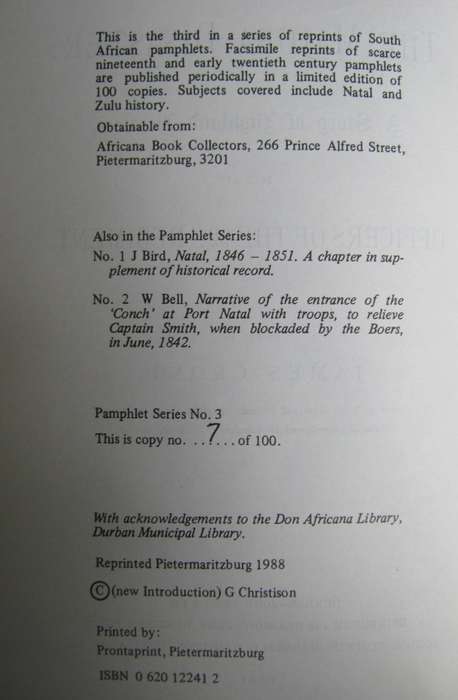 This is the third in a series of reprints of South
African pamphlets. Facsimile reprints of scarce
nineteenth and early twentieth century pamphlets
are published periodically in a limited edition of
100 copies. Subjects covered include Natal and
Zulu history.
Obtainable from:
Africana Book Collectors, 266 Prince Alfred Street,
Pietermaritzburg, 3201
Also in the Pamphlet Series:
No. 1 J Bird, Natal, 1846 – 1851. A chapter in sup-
plement of historical record.
No. 2 W Bell, Narrative of the entrance of the
'Conch' at Port Natal with troops, to relieve
Captain Smith, when blockaded by the Boers,
in June, 1842.
Pamphlet Series No. 3
This is copy no. ..7... of 100.
With acknowledgements to the Don Africana Library,
Durban Municipal Library.
Reprinted Pietermaritzburg 1988
©(new Introduction) G Christison
Printed by:
Prontaprint, Pietermaritzburg
ISBN 0 620 12241 2